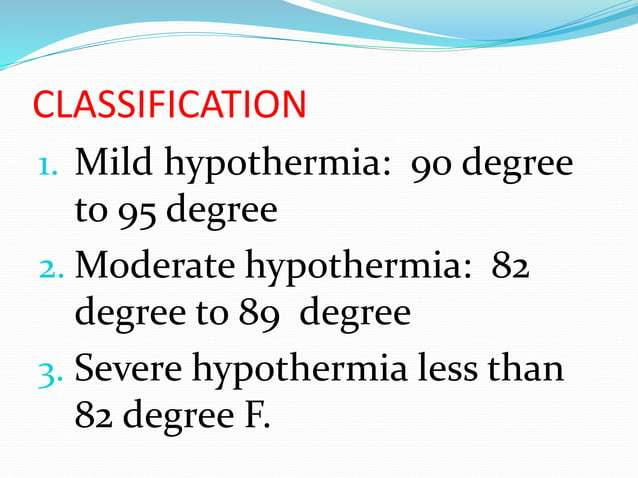 CLASSIFICATION
1. Mild hypothermia:  90 degree
to 95 degree
2. Moderate hypothermia:  82
degree to 89  degree
3. Severe hypothermia less than
82 degree F.